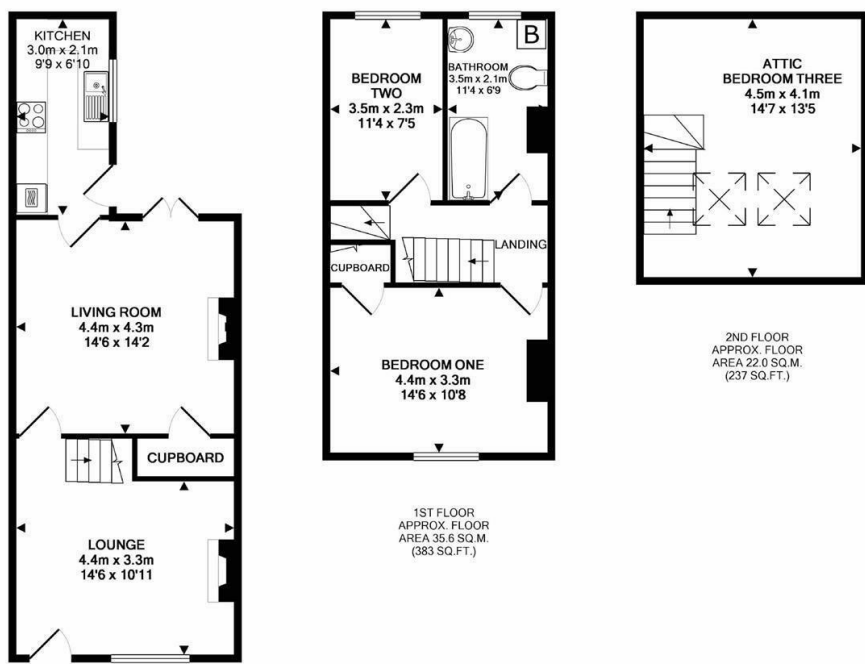 KITCHEN
3.0m x 2.1m
9'9 x 6'10
LIVING ROOM
4.4m x 4.3m
14'6 x 14'2
CUPBOARD
LOUNGE
4.4m x 3.3m
14'6 x 10'11
BEDROOM
TWO
3.5m x 2.3m
11'4 x 7'5
B
BATHROOM
3.5m x 2.1m
11'4 x 6'9
LANDING
CUPBOARD
BEDROOM ONE
4.4m x 3.3m
14'6 x 10'8
1ST FLOOR
APPROX. FLOOR
AREA 35.6 SQ.M.
(383 SQ.FT.)
ATTIC
BEDROOM THREE
4.5m x 4.1m
14'7 x 13'5
2ND FLOOR
APPROX. FLOOR
AREA 22.0 SQ.M.
(237 SQ.FT.)